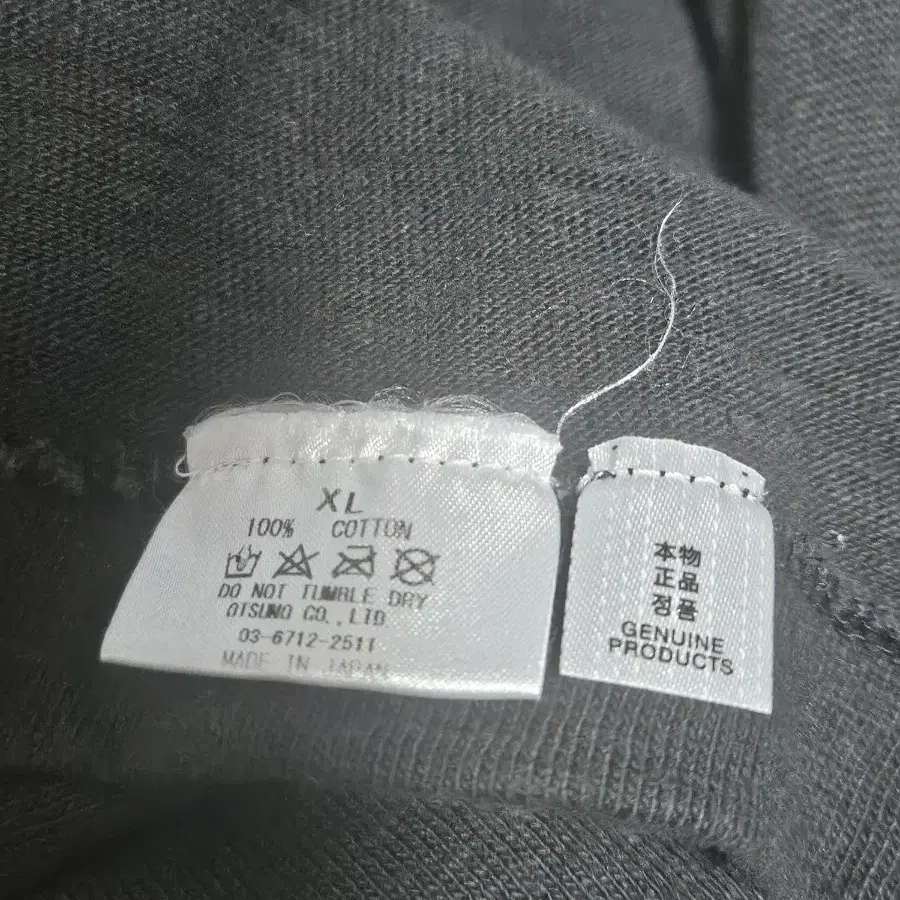 XL
100% COTTON
DO NOT TUMBLE DRY
OTSUMO CO.,LTD
03-6712-2511
MADE IN JAPAN
本物
正品
정품
GENUINE
PRODUCTS